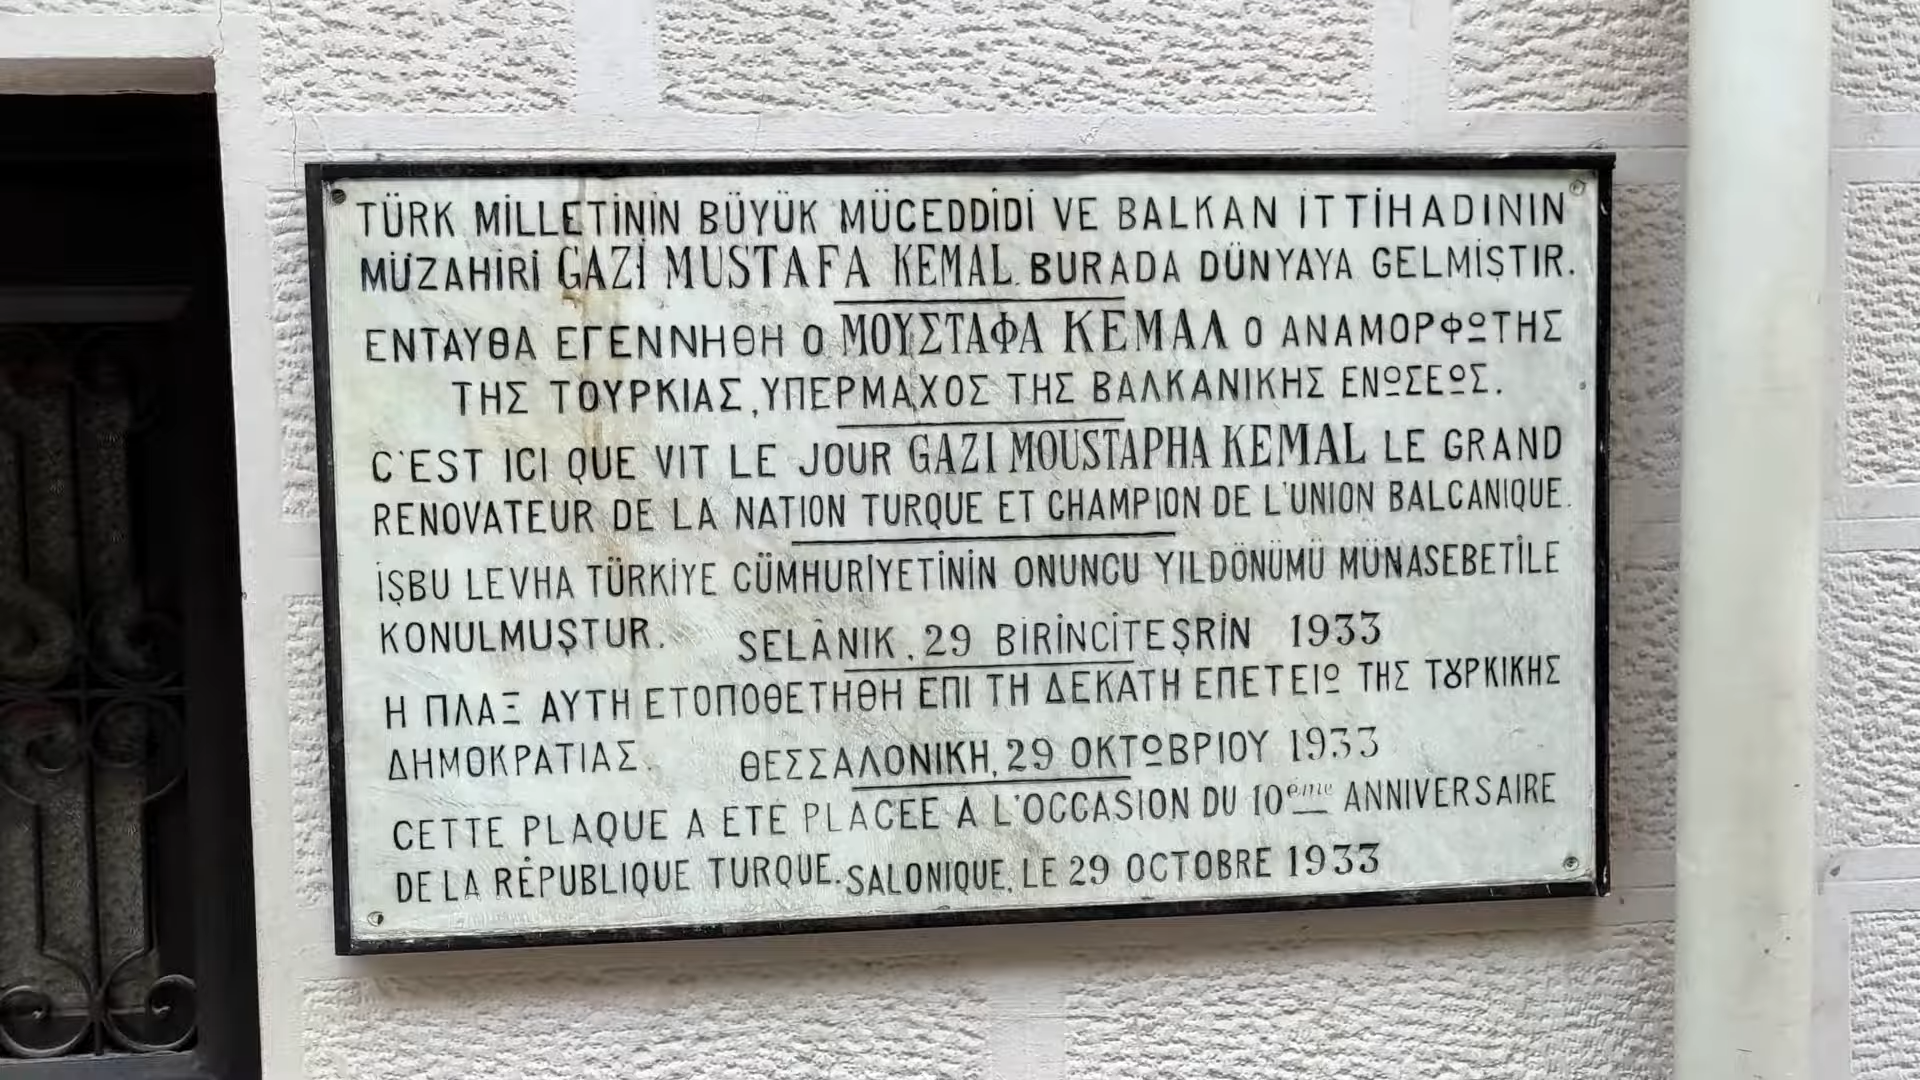 TÜRK MİLLETİNİN BÜYÜK MÜCEDDİDİ VE BALKAN İTTİHADININ
MÜZAHİRİ GAZİ MUSTAFA KEMAL. BURADA DÜNYAYA GELMİŞTIR.
ΕΝΤΑΥΘΑ ΕΓΕΝΝΗΘΗ Ο ΜΟΥΣΤΑΦΑ ΚΕΜΑΛ Ο ΑΝΑΜΟΡΦΩΤΗΣ
ΤΗΣ ΤΟΥΡΚΙΑΣ, ΥΠΕΡΜΑΧΟΣ ΤΗΣ ΒΑΛΚΑΝΙΚΗΣ ΕΝΩΣΕΩΣ.
C'EST ICI QUE VIT LE JOUR GAZI MOUSTAPHA KEMAL LE GRAND
RENOVATEUR DE LA NATION TURQUE ET CHAMPION DE L'UNION BALCANIQUE.
İŞBU LEVHA TÜRKİYE CÜMHURİYETİNİN ONUNCU YILDÖNÜMÜ MÜNASEBETİLE
KONULMUŞTUR. SELÂNIK, 29 BİRİNCİTEŞRİN 1933
Η ΠΛΑΞ ΑΥΤΗ ΕΤΟΠΟΘΕΤΗΘΗ ΕΠΙ ΤΗ ΔΕΚΑΤΗ ΕΠΕΤΕΙΩ ΤΗΣ ΤȢΡΚΙΚΗΣ
ΔΗΜΟΚΡΑΤΙΑΣ. ΘΕΣΣΑΛΟΝΙΚΗ, 29 ΟΚΤΩΒΡΙΟΥ 1933
CETTE PLAQUE A ETE PLACEE A L'OCCASION DU 10ème ANNIVERSAIRE
DE LA RÉPUBLIQUE TURQUE. SALONIQUE, LE 29 OCTOBRE 1933